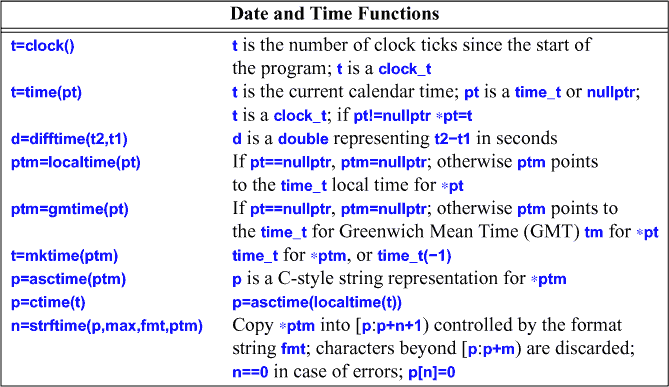 Date and Time Functions
t=clock() t is the number of clock ticks since the start of
the program; t is a clock_t
t=time(pt) t is the current calendar time; pt is a time_t or nullptr;
t is a clock_t; if pt!=nullptr *pt=t
d=difftime(t2,t1) d is a double representing t2−t1 in seconds
ptm=localtime(pt) If pt==nullptr, ptm=nullptr; otherwise ptm points
to the time_t local time for *pt
ptm=gmtime(pt) If pt==nullptr, ptm=nullptr; otherwise ptm points to
the time_t for Greenwich Mean Time (GMT) tm for *pt
t=mktime(ptm) time_t for *ptm, or time_t(−1)
p=asctime(ptm) p is a C-style string representation for *ptm
p=ctime(t) p=asctime(localtime(t))
n=strftime(p,max,fmt,ptm) Copy *ptm into [p:p+n+1) controlled by the format
string fmt; characters beyond [p:p+m) are discarded;
n==0 in case of errors; p[n]=0